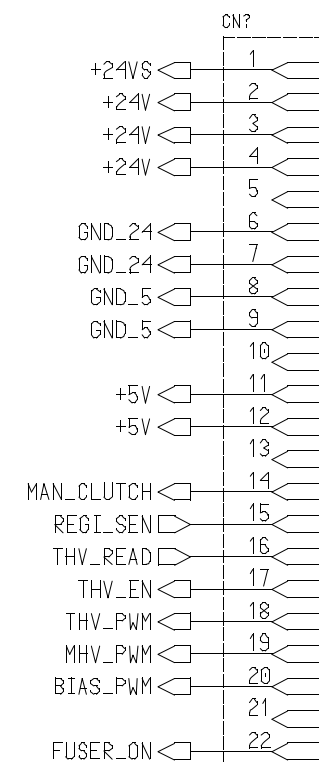 CN?
+24VS 1
+24V 2
+24V 3
+24V 4
5
GND_24 6
GND_24 7
GND_5 8
GND_5 9
10
+5V 11
+5V 12
13
MAN_CLUTCH 14
REGI_SEN 15
THV_READ 16
THV_EN 17
THV_PWM 18
MHV_PWM 19
BIAS_PWM 20
21
FUSER_ON 22